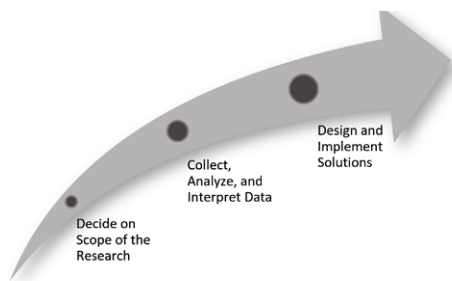 Decide on
Scope of the
Research
Collect,
Analyze, and
Interpret Data
Design and
Implement
Solutions